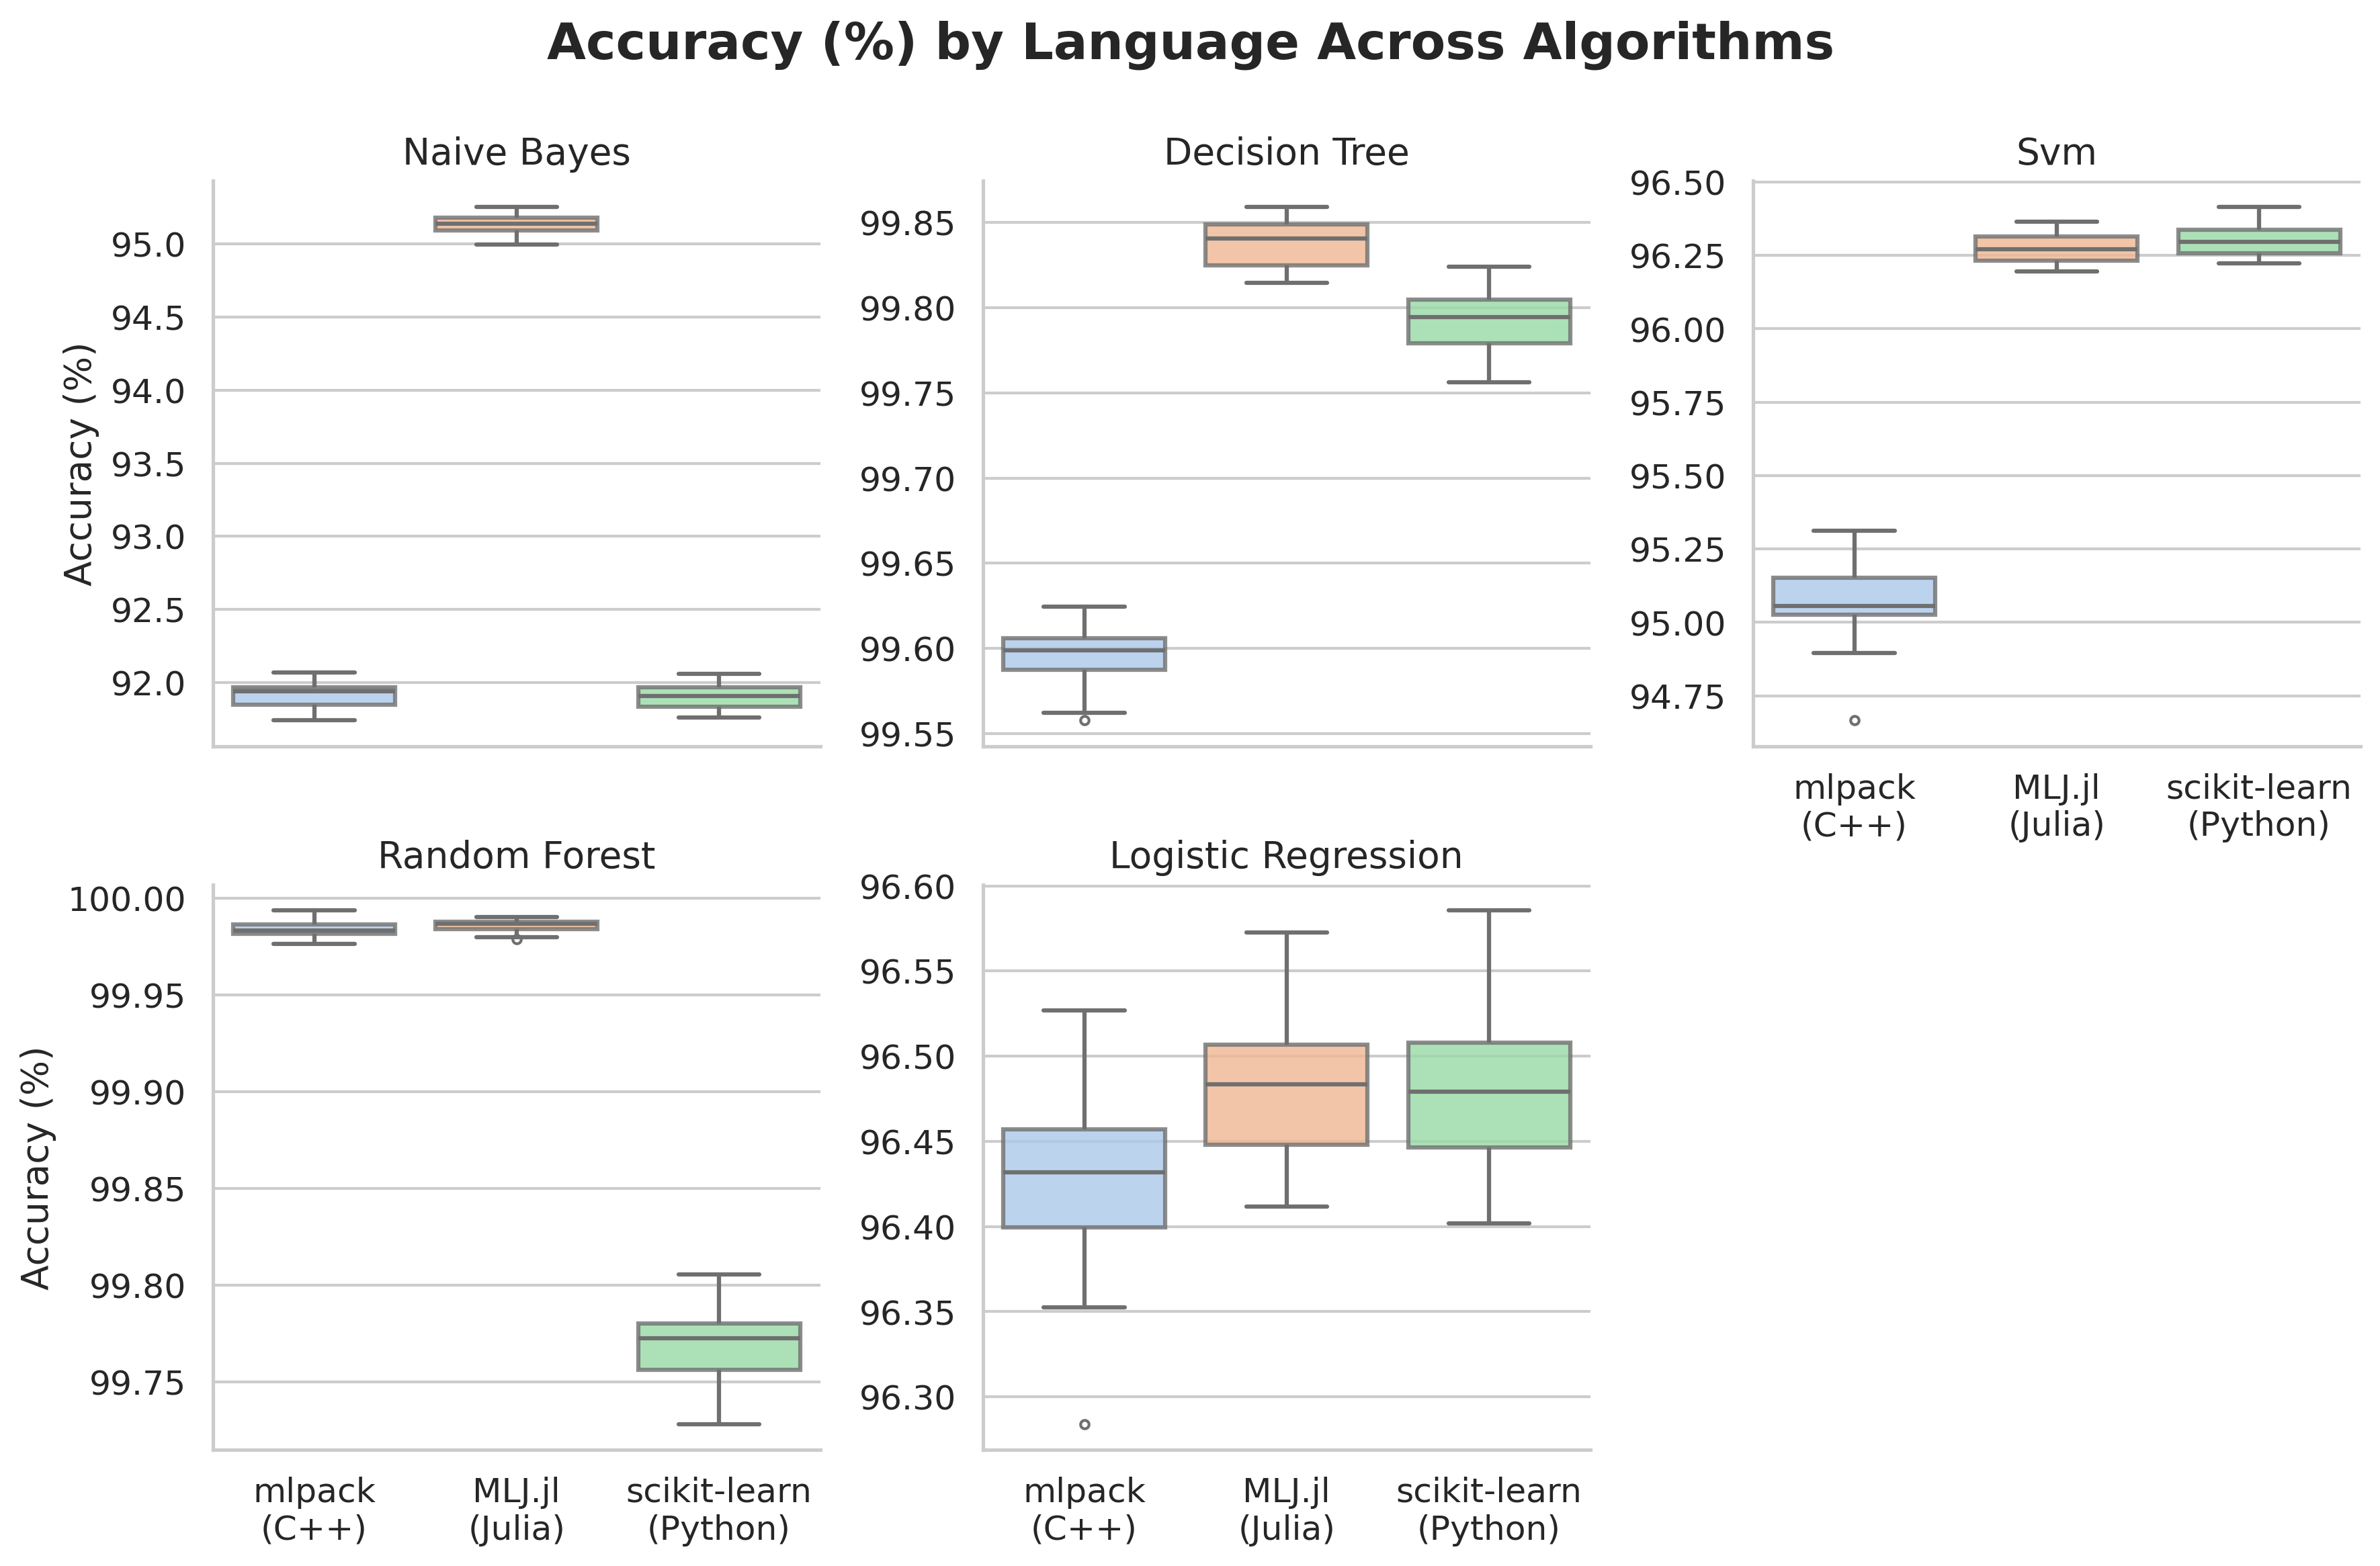 Accuracy (%) by Language Across Algorithms
Naive Bayes
Accuracy (%)
95.0
94.5
94.0
93.5
93.0
92.5
92.0
Decision Tree
99.85
99.80
99.75
99.70
99.65
99.60
99.55
Svm
96.50
96.25
96.00
95.75
95.50
95.25
95.00
94.75
mlpack
(C++)
MLJ.jl
(Julia)
scikit-learn
(Python)
Random Forest
Accuracy (%)
100.00
99.95
99.90
99.85
99.80
99.75
mlpack
(C++)
MLJ.jl
(Julia)
scikit-learn
(Python)
Logistic Regression
96.60
96.55
96.50
96.45
96.40
96.35
96.30
mlpack
(C++)
MLJ.jl
(Julia)
scikit-learn
(Python)